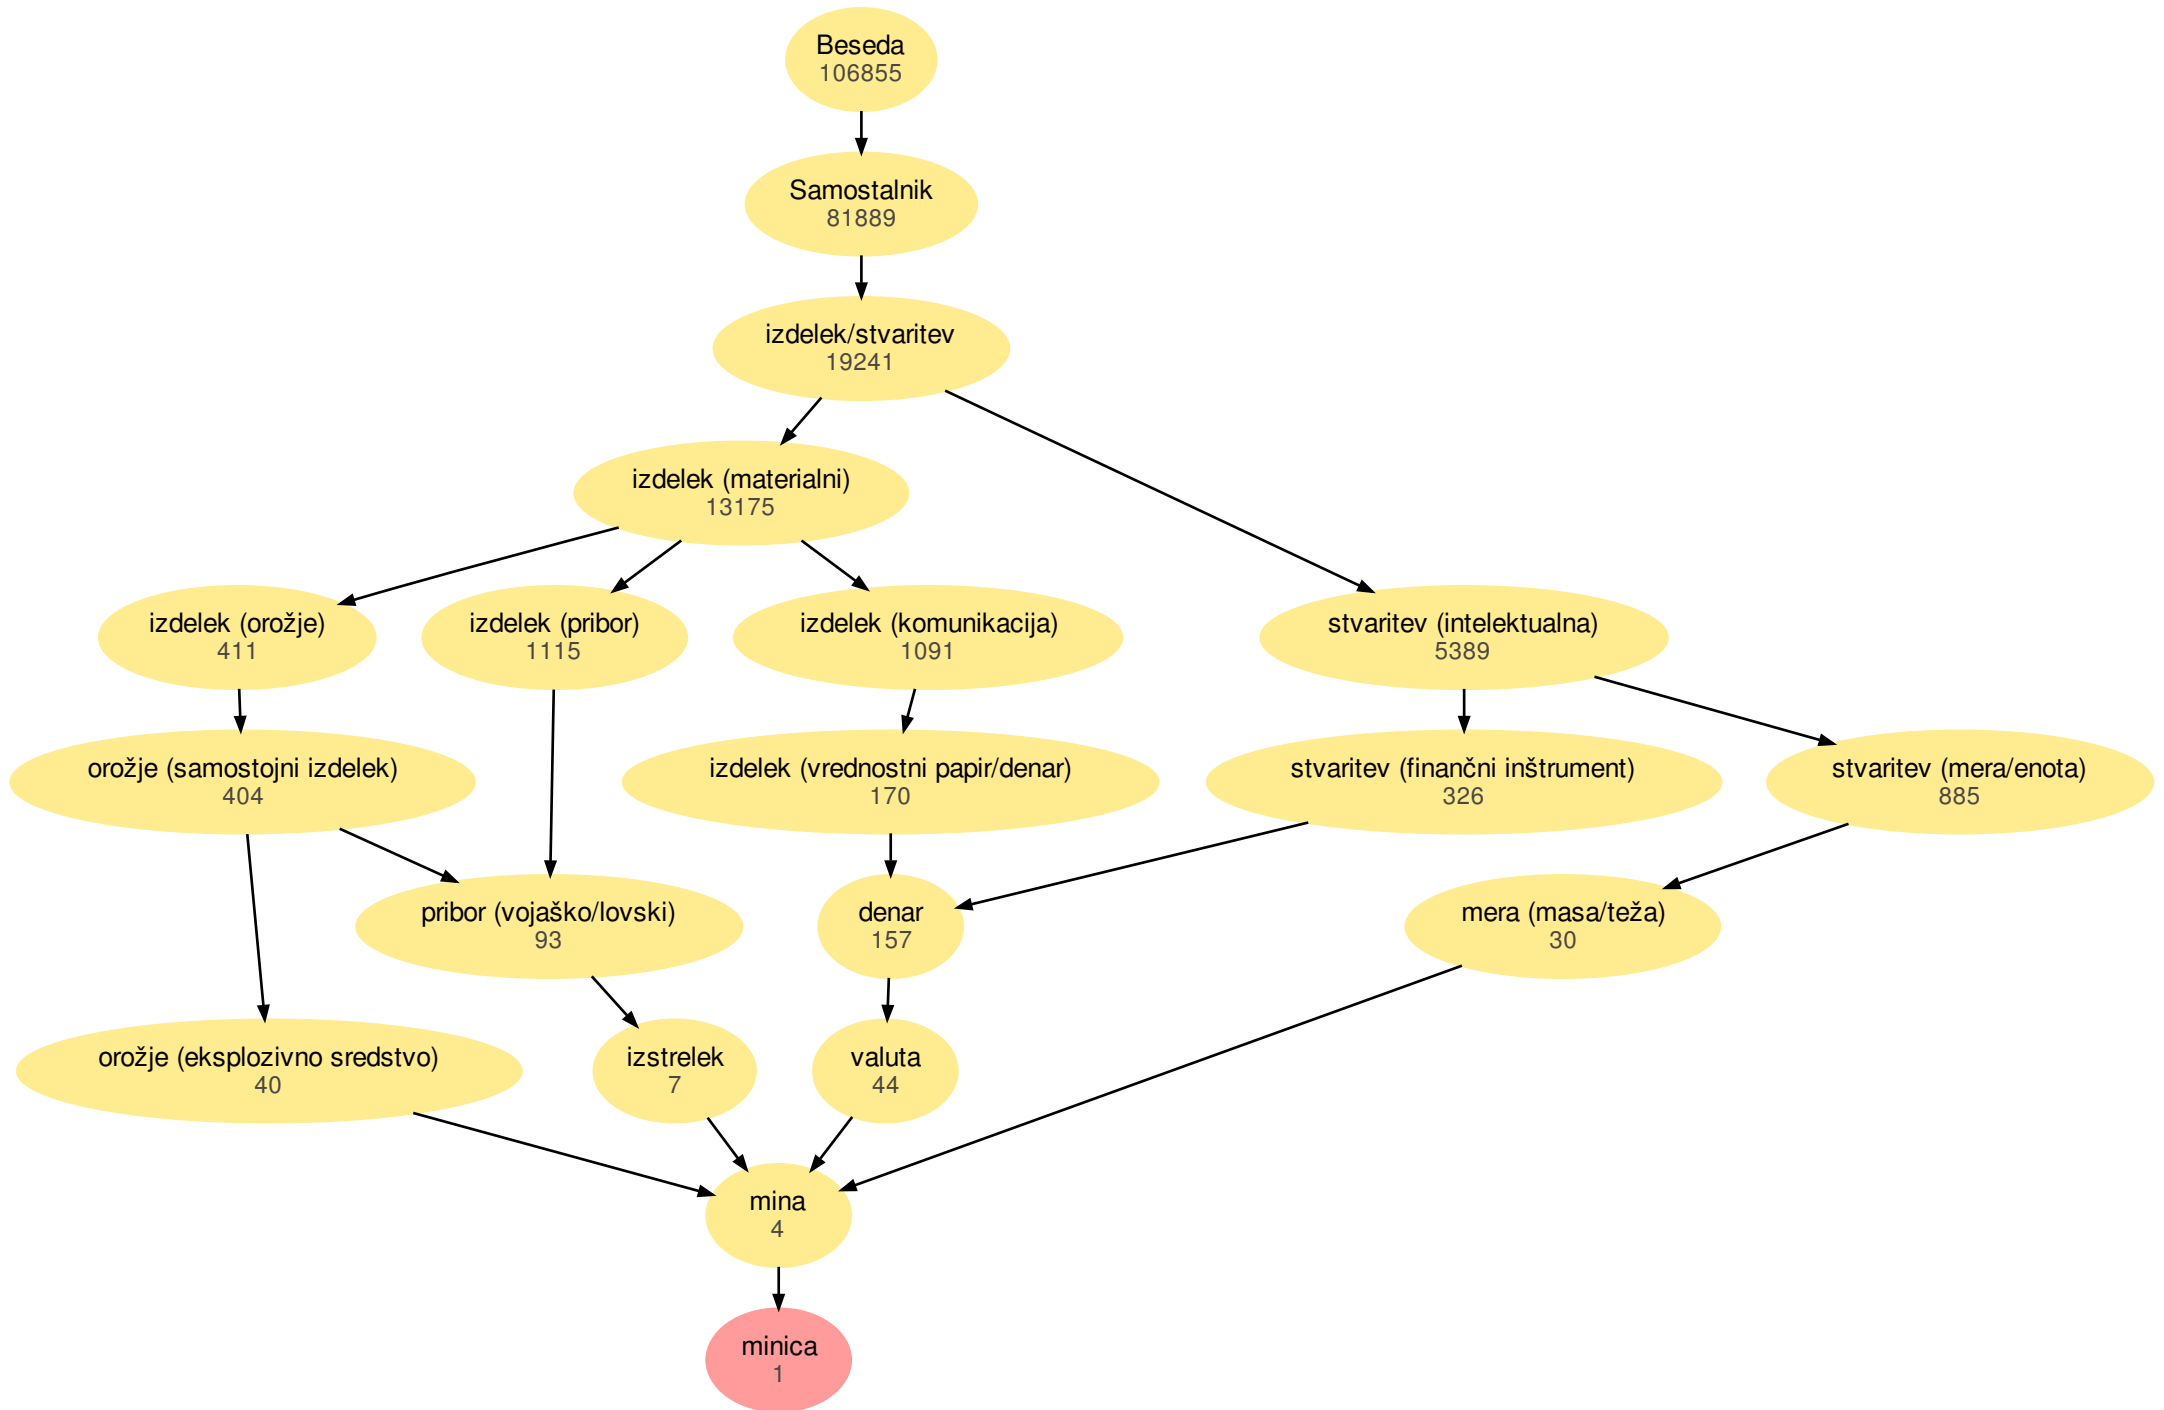 Beseda
106855
Samostalnik
81889
izdelek/stvaritev
19241
izdelek (materialni)
13175
izdelek (orožje)
411
izdelek (pribor)
1115
izdelek (komunikacija)
1091
stvaritev (intelektualna)
5389
orožje (samostojni izdelek)
404
izdelek (vrednostni papir/denar)
170
stvaritev (finančni inštrument)
326
stvaritev (mera/enota)
885
pribor (vojaško/lovski)
93
denar
157
mera (masa/teža)
30
orožje (eksplozivno sredstvo)
40
izstrelek
7
valuta
44
mina
4
minica
1